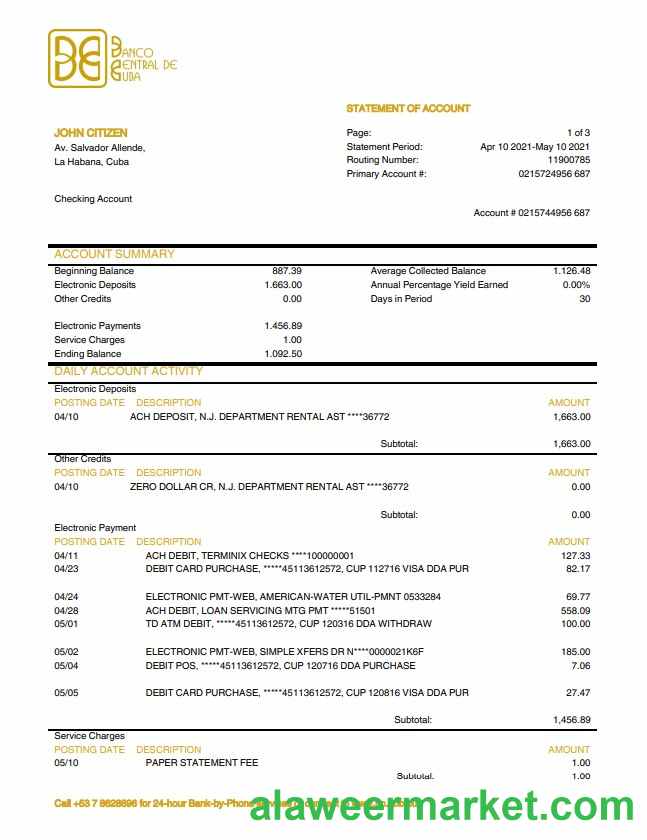 BANCO
CENTRAL DE
CUBA
STATEMENT OF ACCOUNT
JOHN CITIZEN
Av. Salvador Allende,
La Habana, Cuba
Page: 1 of 3
Statement Period: Apr 10 2021-May 10 2021
Routing Number: 11900785
Primary Account #: 0215724956 687
Checking Account
Account # 0215744956 687
ACCOUNT SUMMARY
Beginning Balance 887.39 Average Collected Balance 1.126.48
Electronic Deposits 1.663.00 Annual Percentage Yield Earned 0.00%
Other Credits 0.00 Days in Period 30
Electronic Payments 1.456.89
Service Charges 1.00
Ending Balance 1.092.50
DAILY ACCOUNT ACTIVITY
Electronic Deposits
POSTING DATE DESCRIPTION AMOUNT
04/10 ACH DEPOSIT, N.J. DEPARTMENT RENTAL AST ****36772 1,663.00
Subtotal: 1,663.00
Other Credits
POSTING DATE DESCRIPTION AMOUNT
04/10 ZERO DOLLAR CR, N.J. DEPARTMENT RENTAL AST ****36772 0.00
Subtotal: 0.00
Electronic Payment
POSTING DATE DESCRIPTION AMOUNT
04/11 ACH DEBIT, TERMINIX CHECKS ****100000001 127.33
04/23 DEBIT CARD PURCHASE, *****45113612572, CUP 112716 VISA DDA PUR 82.17
04/24 ELECTRONIC PMT-WEB, AMERICAN-WATER UTIL-PMNT 0533284 69.77
04/28 ACH DEBIT, LOAN SERVICING MTG PMT *****51501 558.09
05/01 TD ATM DEBIT, *****45113612572, CUP 120316 DDA WITHDRAW 100.00
05/02 ELECTRONIC PMT-WEB, SIMPLE XFERS DR N****0000021K6F 185.00
05/04 DEBIT POS, *****45113612572, CUP 120716 DDA PURCHASE 7.06
05/05 DEBIT CARD PURCHASE, *****45113612572, CUP 120816 VISA DDA PUR 27.47
Subtotal: 1,456.89
Service Charges
POSTING DATE DESCRIPTION AMOUNT
05/10 PAPER STATEMENT FEE 1.00
Subtotal: 1.00
Call +53 7 8628896 for 24-hour Bank-by-Phone
alaweermarket.com